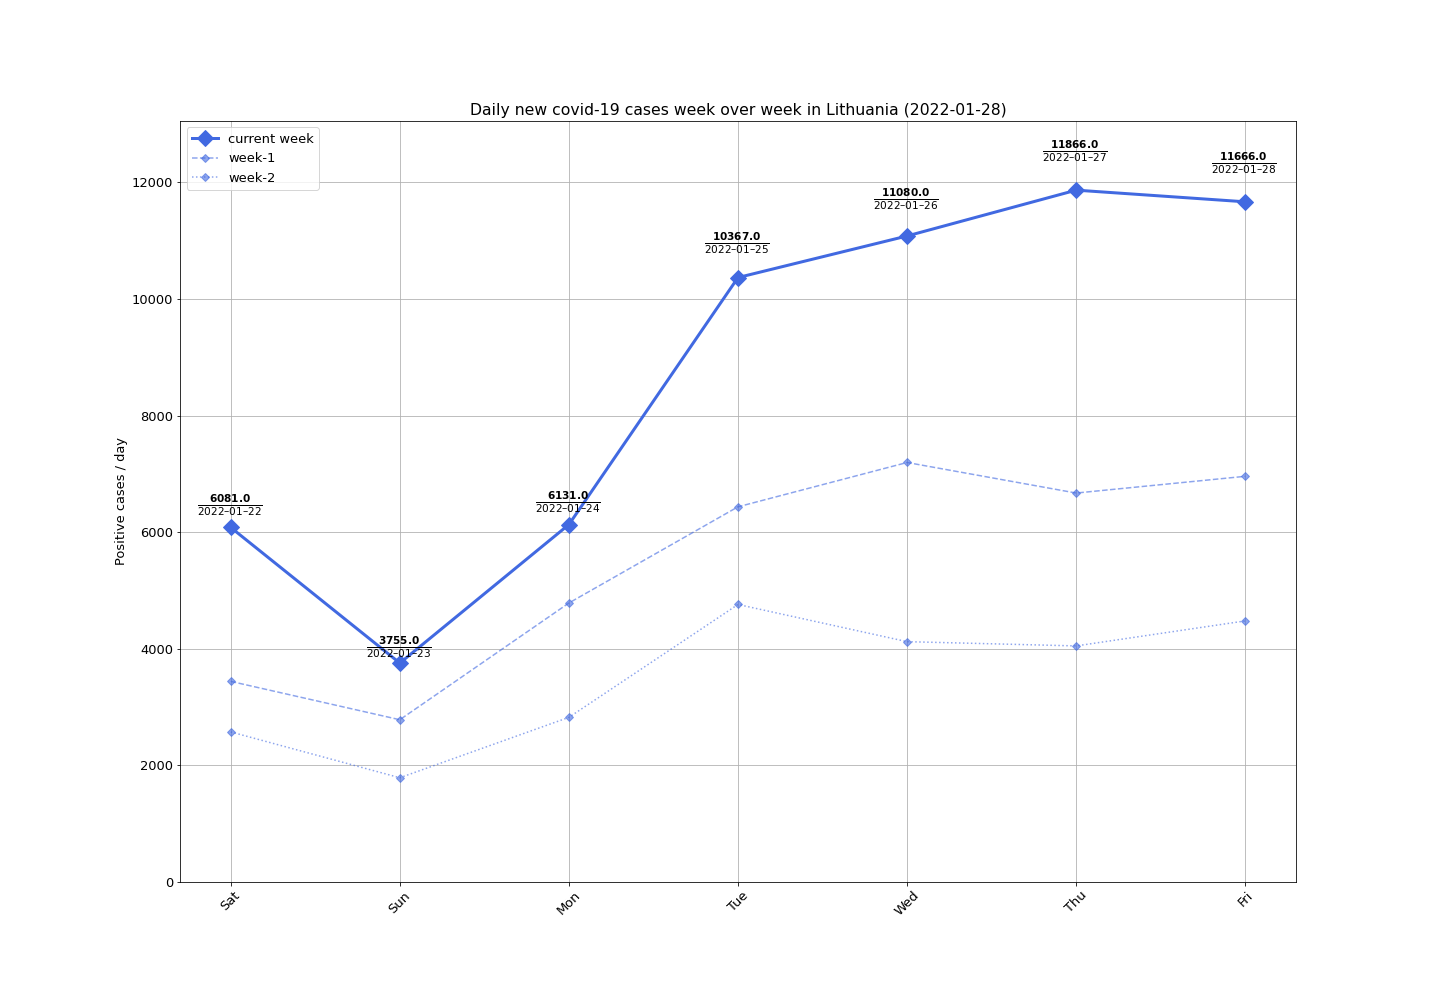 Daily new covid-19 cases week over week in Lithuania (2022-01-28)
current week
week-1
week-2
Positive cases / day
12000
10000
8000
6000
4000
2000
0
6081.0
2022–01–22
3755.0
2022–01–23
6131.0
2022–01–24
10367.0
2022–01–25
11080.0
2022–01–26
11866.0
2022–01–27
11666.0
2022–01–28
Sat
Sun
Mon
Tue
Wed
Thu
Fri